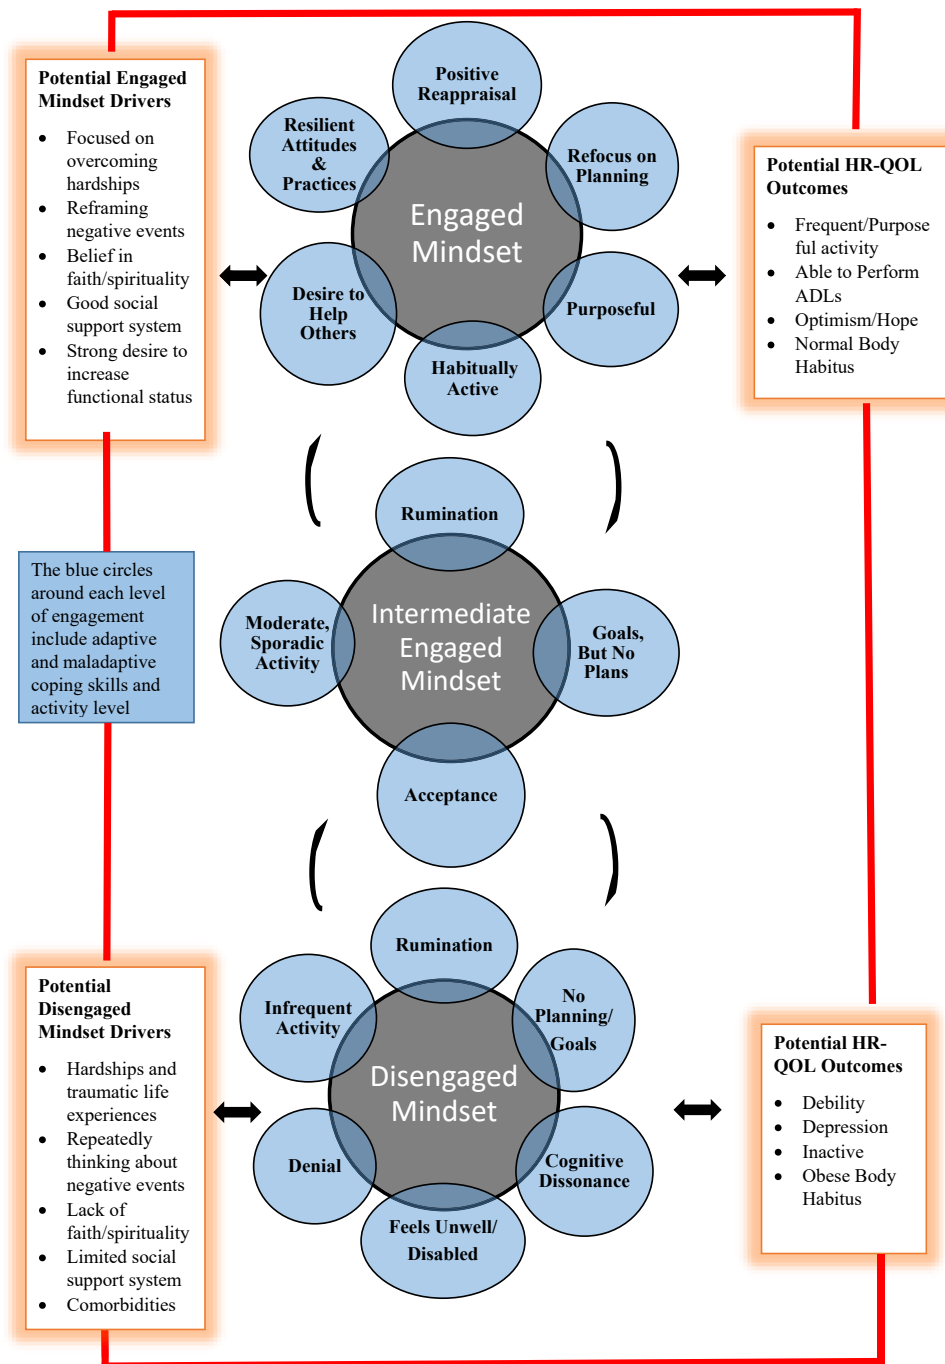 Potential Engaged
Mindset Drivers
• Focused on
overcoming
hardships
• Reframing
negative events
• Belief in
faith/spirituality
• Good social
support system
• Strong desire to
increase
functional status
Positive
Reappraisal
Resilient
Attitudes
&
Practices
Refocus on
Planning
Engaged
Mindset
Desire to
Help
Others
Purposeful
Habitually
Active
Potential HR-QOL
Outcomes
• Frequent/Purpose
ful activity
• Able to Perform
ADLs
• Optimism/Hope
• Normal Body
Habitus
The blue circles
around each level
of engagement
include adaptive
and maladaptive
coping skills and
activity level
Rumination
Moderate,
Sporadic
Activity
Intermediate
Engaged
Mindset
Goals,
But No
Plans
Acceptance
Potential
Disengaged
Mindset Drivers
• Hardships and
traumatic life
experiences
• Repeatedly
thinking about
negative events
• Lack of
faith/spirituality
• Limited social
support system
• Comorbidities
Rumination
Infrequent
Activity
No
Planning/
Goals
Disengaged
Mindset
Denial
Cognitive
Dissonance
Feels Unwell/
Disabled
Potential HR-
QOL Outcomes
• Debility
• Depression
• Inactive
• Obese Body
Habitus